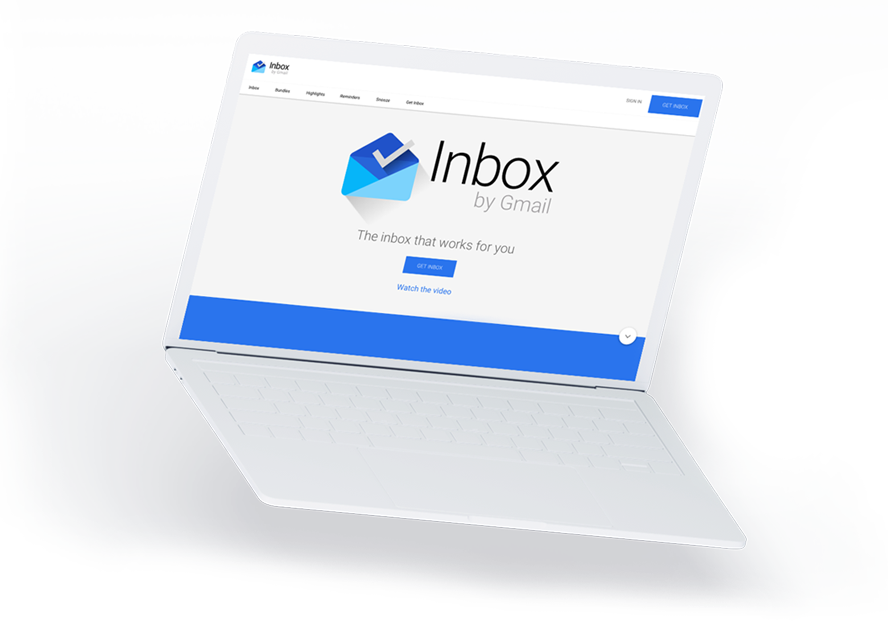 Inbox
by Gmail
Inbox Bundles Highlights Reminders Snooze Get Inbox
SIGN IN GET INBOX
Inbox
by Gmail
The inbox that works for you
GET INBOX
Watch the video